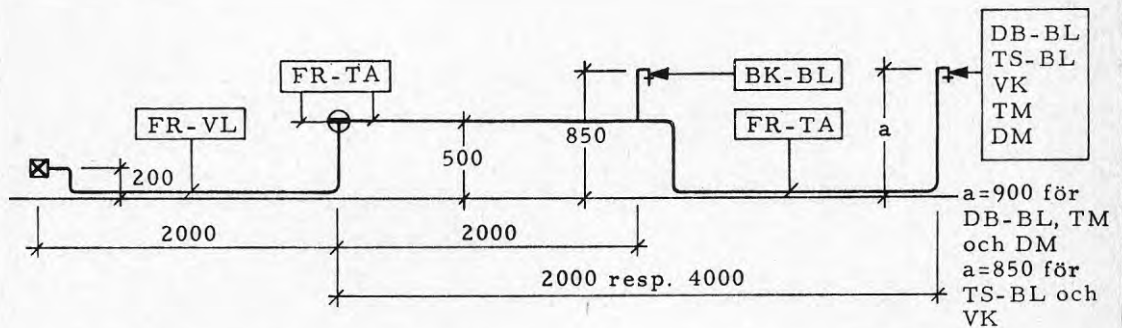 DB-BL
TS-BL
VK
TM
DM
FR-TA
BK-BL
FR-VL
FR-TA
850
a
500
200
a=900 för
DB-BL, TM
och DM
a=850 för
TS-BL och
VK
2000
2000
2000 resp. 4000